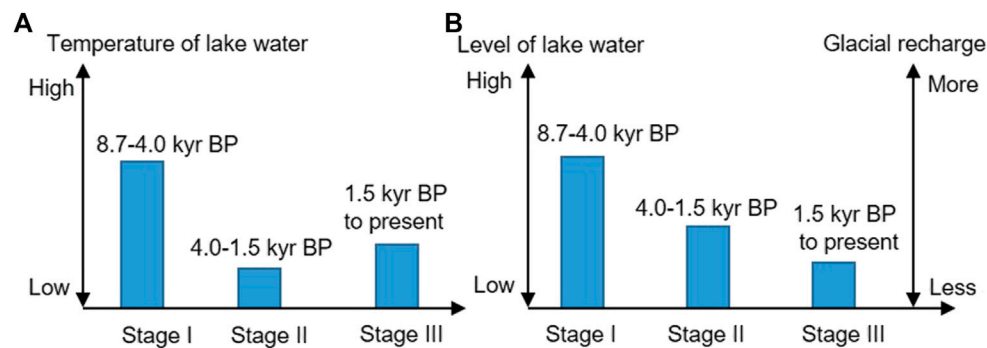 A
Temperature of lake water
High
8.7-4.0 kyr BP
1.5 kyr BP
to present
4.0-1.5 kyr BP
Low
Stage I
Stage II
Stage III
B
Level of lake water
Glacial recharge
High
More
8.7-4.0 kyr BP
4.0-1.5 kyr BP
1.5 kyr BP
to present
Low
Less
Stage I
Stage II
Stage III